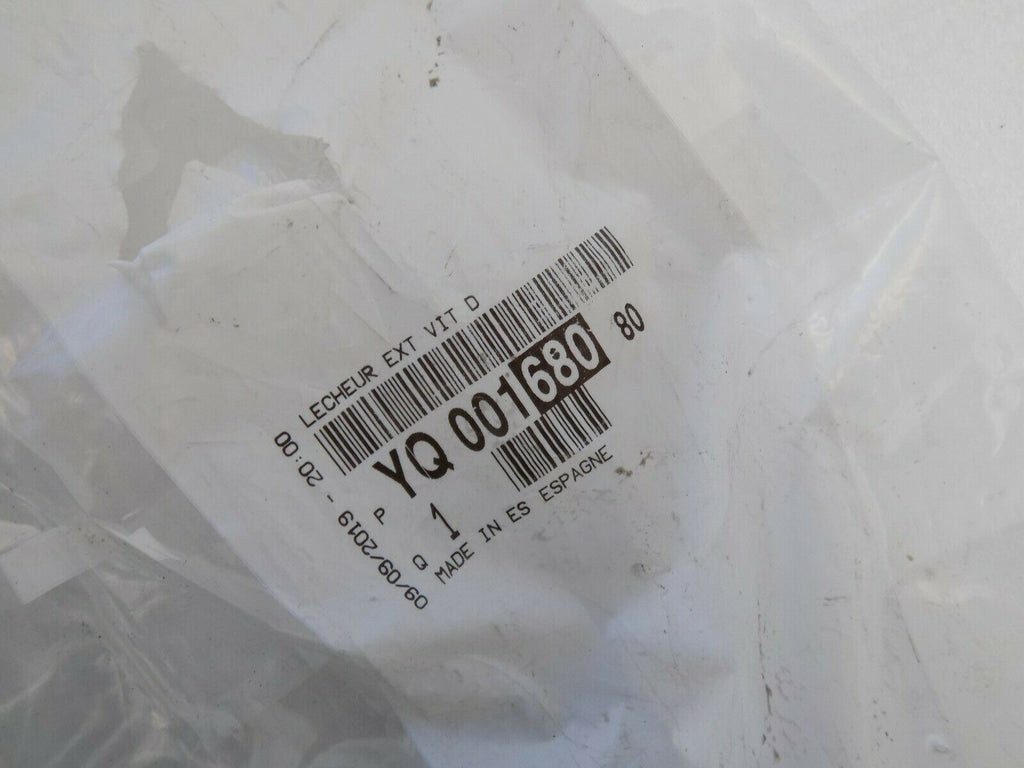 LECHEUR EXT VIT D
YQ 001680 80
P
Q 1
MADE IN ES ESPAGNE
09/09/2019 - 20:00